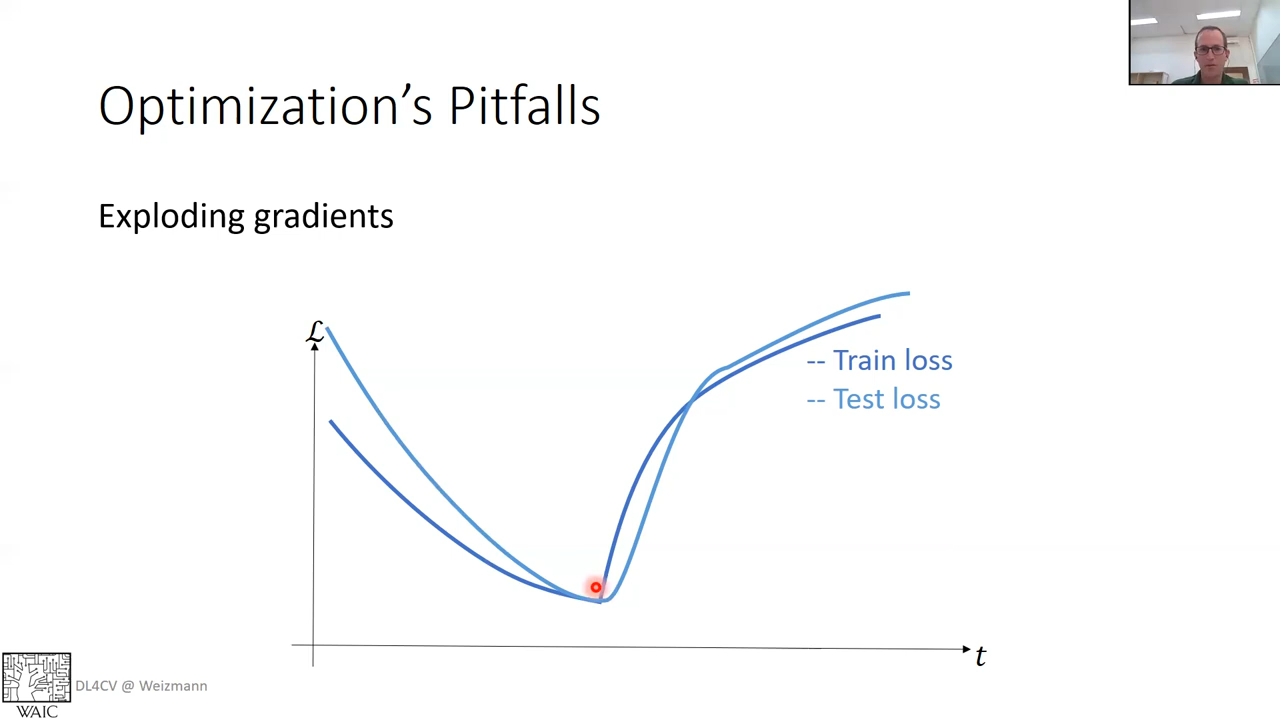 Optimization’s Pitfalls
Exploding gradients
ℒ
-- Train loss
-- Test loss
t
DL4CV @ Weizmann
WAIC